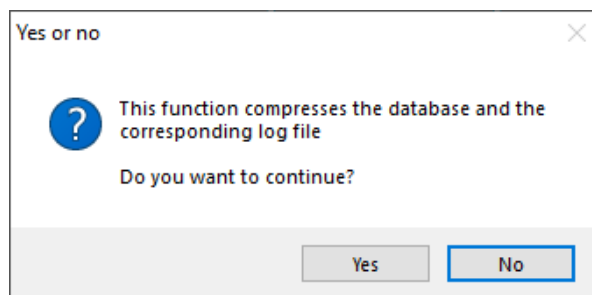 Yes or no
This function compresses the database and the
corresponding log file
Do you want to continue?
Yes
No